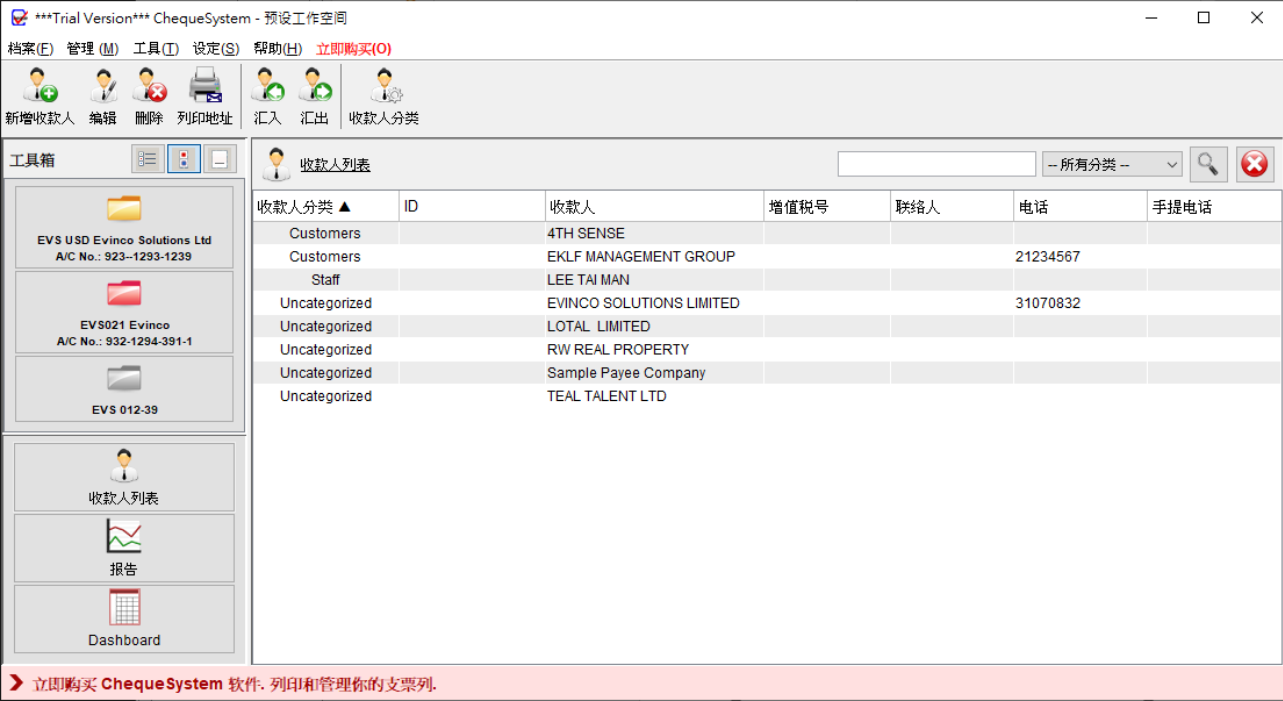 ***Trial Version*** ChequeSystem - 预设工作空间
档案(F) 管理 (M) 工具(T) 设定(S) 帮助(H) 立即购买(O)
新增收款人 编辑 删除 列印地址 汇入 汇出 收款人分类
工具箱
EVS USD Evinco Solutions Ltd
A/C No.: 923--1293-1239
EVS021 Evinco
A/C No.: 932-1294-391-1
EVS 012-39
收款人列表
报告
Dashboard
收款人列表 -- 所有分类 --
收款人分类 ▲ ID 收款人 增值税号 联络人 电话 手提电话
Customers 4TH SENSE
Customers EKLF MANAGEMENT GROUP 21234567
Staff LEE TAI MAN
Uncategorized EVINCO SOLUTIONS LIMITED 31070832
Uncategorized LOTAL  LIMITED
Uncategorized RW REAL PROPERTY
Uncategorized Sample Payee Company
Uncategorized TEAL TALENT LTD
立即购买 ChequeSystem 软件. 列印和管理你的支票列.